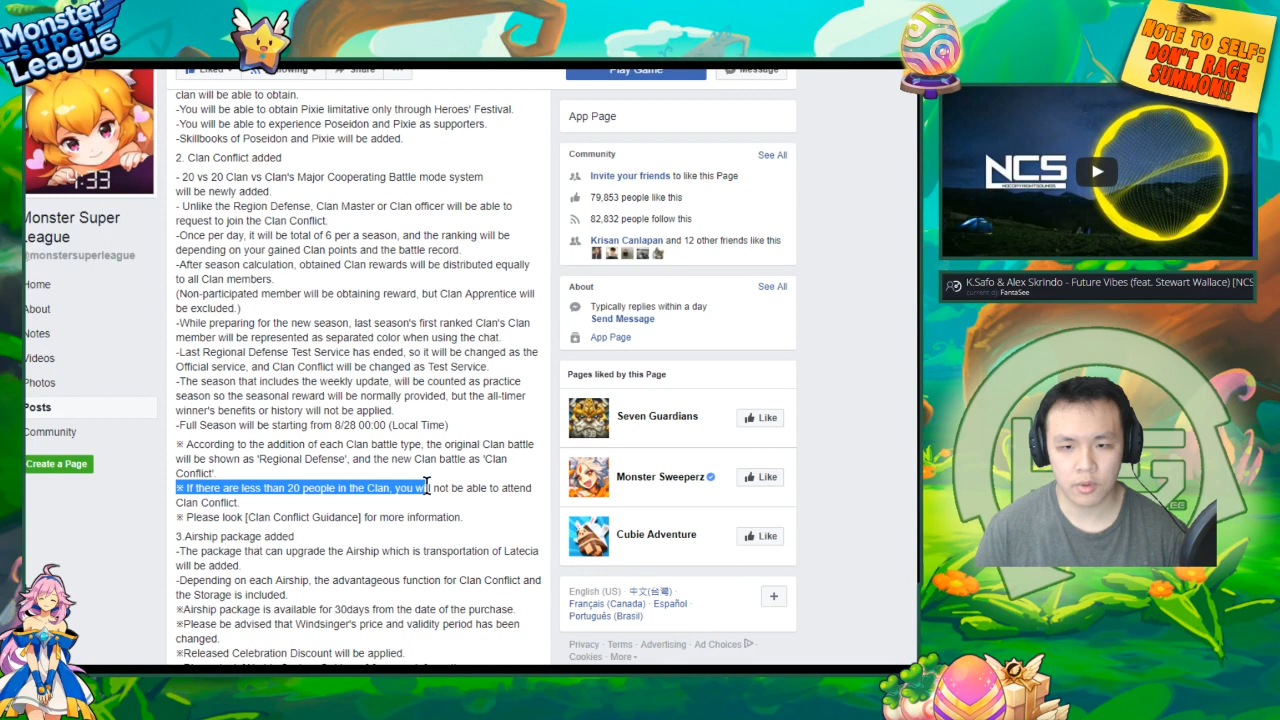 Monster
super
League
4:33
Monster Super
League
@monstersuperleague
Home
About
Notes
Videos
Photos
Posts
Community
Create a Page
Liked
Following
Share
Play Game
Message
clan will be able to obtain.
-You will be able to obtain Pixie limitative only through Heroes' Festival.
-You will be able to experience Poseidon and Pixie as supporters.
-Skillbooks of Poseidon and Pixie will be added.
2. Clan Conflict added
- 20 vs 20 Clan vs Clan's Major Cooperating Battle mode system
will be newly added.
- Unlike the Region Defense, Clan Master or Clan officer will be able to
request to join the Clan Conflict.
-Once per day, it will be total of 6 per a season, and the ranking will be
depending on your gained Clan points and the battle record.
-After season calculation, obtained Clan rewards will be distributed equally
to all Clan members.
(Non-participated member will be obtaining reward, but Clan Apprentice will
be excluded.)
-While preparing for the new season, last season's first ranked Clan's Clan
member will be represented as separated color when using the chat.
-Last Regional Defense Test Service has ended, so it will be changed as the
Official service, and Clan Conflict will be changed as Test Service.
-The season that includes the weekly update, will be counted as practice
season so the seasonal reward will be normally provided, but the all-timer
winner's benefits or history will not be applied.
-Full Season will be starting from 8/28 00:00 (Local Time)
※ According to the addition of each Clan battle type, the original Clan battle
will be shown as 'Regional Defense', and the new Clan battle as 'Clan
Conflict'.
※ If there are less than 20 people in the Clan, you will not be able to attend
Clan Conflict.
※ Please look [Clan Conflict Guidance] for more information.
3.Airship package added
-The package that can upgrade the Airship which is transportation of Latecia
will be added.
-Depending on each Airship, the advantageous function for Clan Conflict and
the Storage is included.
※Airship package is available for 30days from the date of the purchase.
※Please be advised that Windsinger's price and validity period has been
changed.
※Released Celebration Discount will be applied.
App Page
Community
See All
Invite your friends to like this Page
79,853 people like this
82,832 people follow this
Krisan Canlapan and 12 other friends like this
About
See All
Typically replies within a day
Send Message
App Page
Pages liked by this Page
Seven Guardians
Like
Monster Sweeperz
Like
Cubie Adventure
Like
English (US) · 中文(台灣) ·
Français (Canada) · Español ·
Português (Brasil)
Privacy · Terms · Advertising · Ad Choices
Cookies · More
NOTE TO SELF:
DON'T RAGE
SUMMON!!
NCS
NOCOPYRIGHTSOUNDS
K.Safo & Alex Skrindo - Future Vibes (feat. Stewart Wallace) [NCS
current dj FantaSee